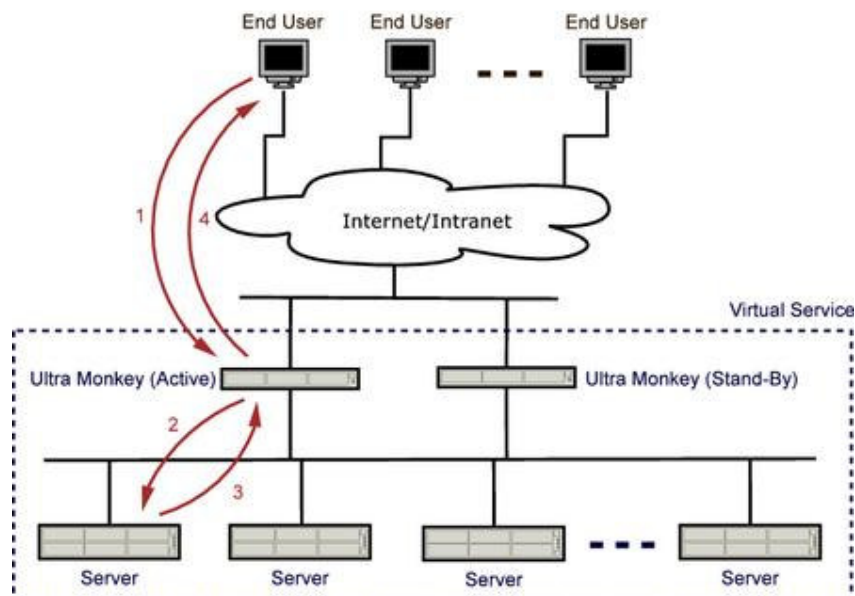 End User
End User
End User
1
4
Internet/Intranet
Virtual Service
Ultra Monkey (Active)
Ultra Monkey (Stand-By)
2
3
Server
Server
Server
Server